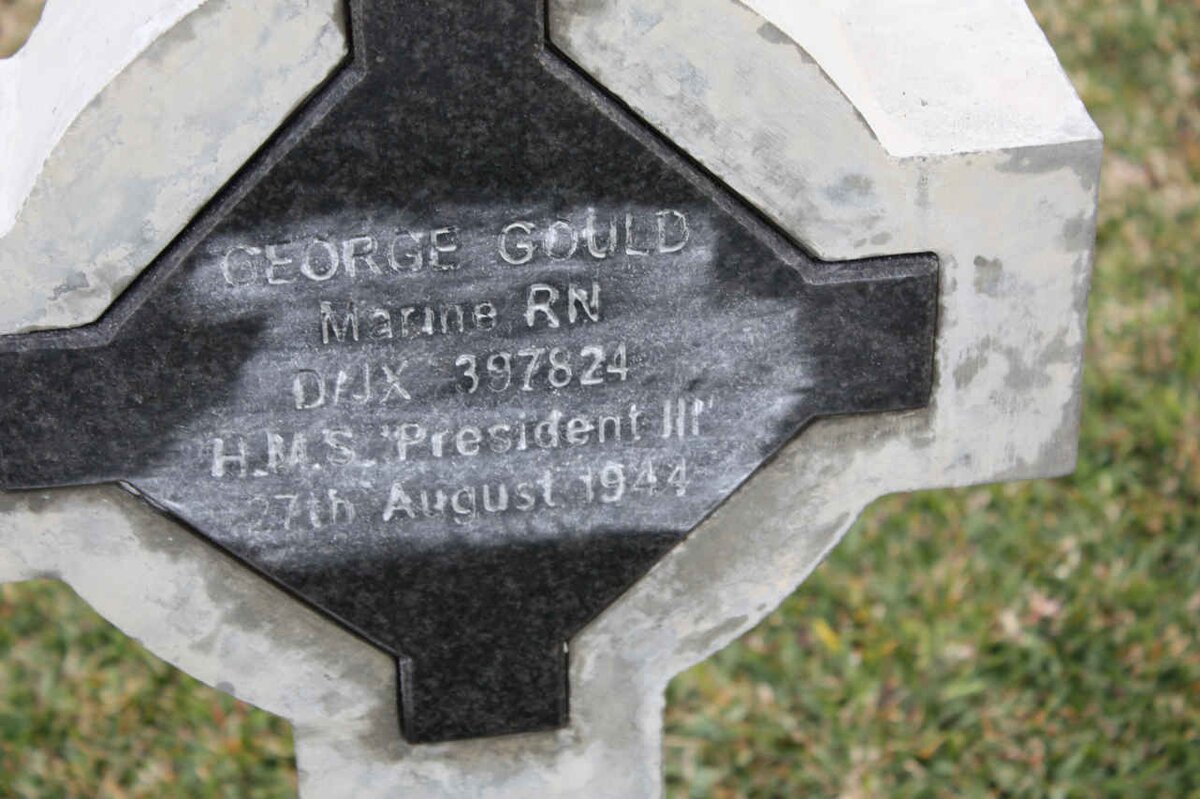 GEORGE GOULD
Marine RN
D/JX 397824
H.M.S. 'President III'
27th August 1944